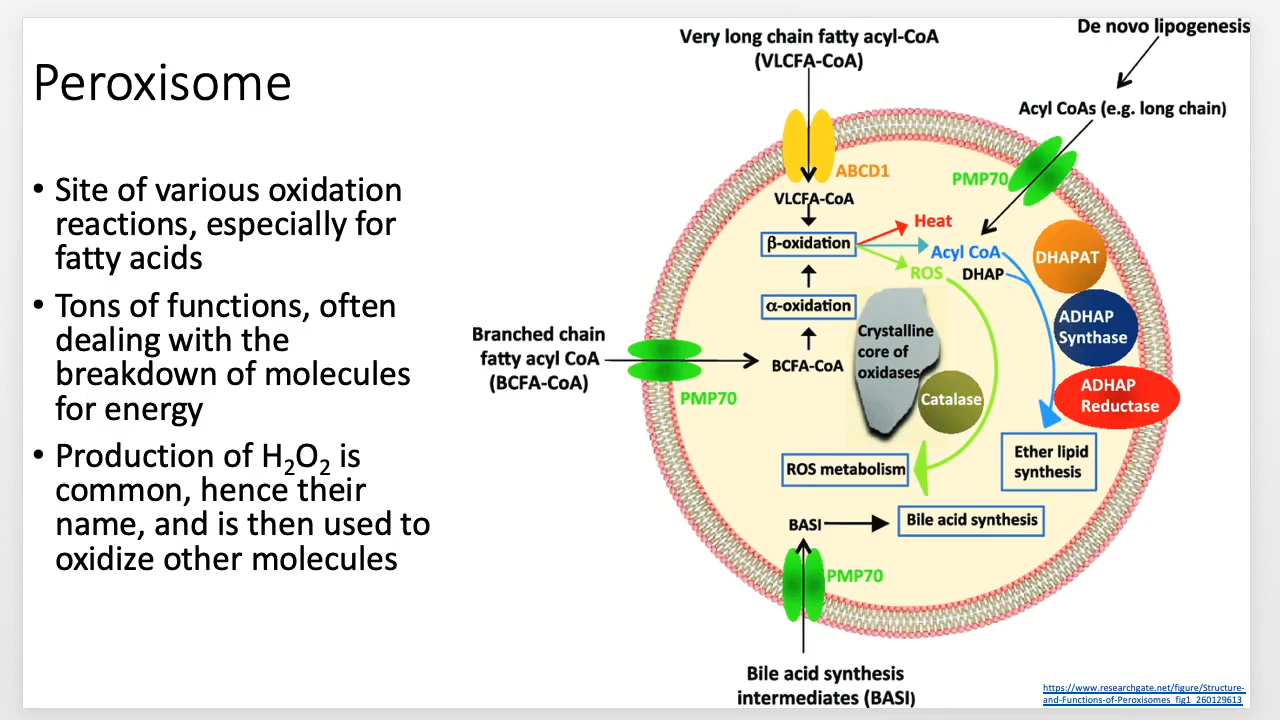 Peroxisome
• Site of various oxidation
reactions, especially for
fatty acids
• Tons of functions, often
dealing with the
breakdown of molecules
for energy
• Production of H₂O₂ is
common, hence their
name, and is then used to
oxidize other molecules
Very long chain fatty acyl-CoA
(VLCFA-CoA)
De novo lipogenesis
Acyl CoAs (e.g. long chain)
ABCD1
PMP70
VLCFA-CoA
β-oxidation
Heat
Acyl CoA
ROS
DHAP
DHAPAT
α-oxidation
ADHAP
Synthase
Crystalline
core of
oxidases
Branched chain
fatty acyl CoA
(BCFA-CoA)
BCFA-CoA
PMP70
Catalase
ADHAP
Reductase
ROS metabolism
Ether lipid
synthesis
BASI
Bile acid synthesis
PMP70
Bile acid synthesis
intermediates (BASI)
https://www.researchgate.net/figure/Structure-
and-Functions-of-Peroxisomes_fig1_260129613